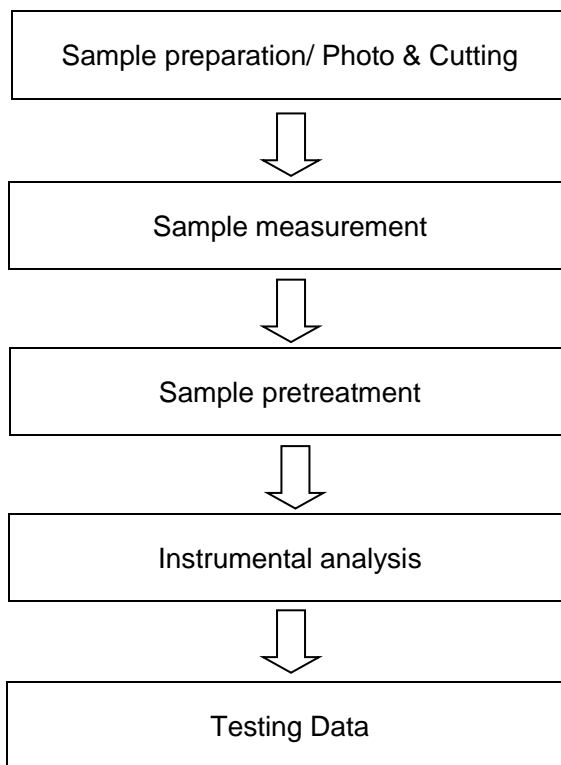 Sample preparation/ Photo & Cutting
Sample measurement
Sample pretreatment
Instrumental analysis
Testing Data